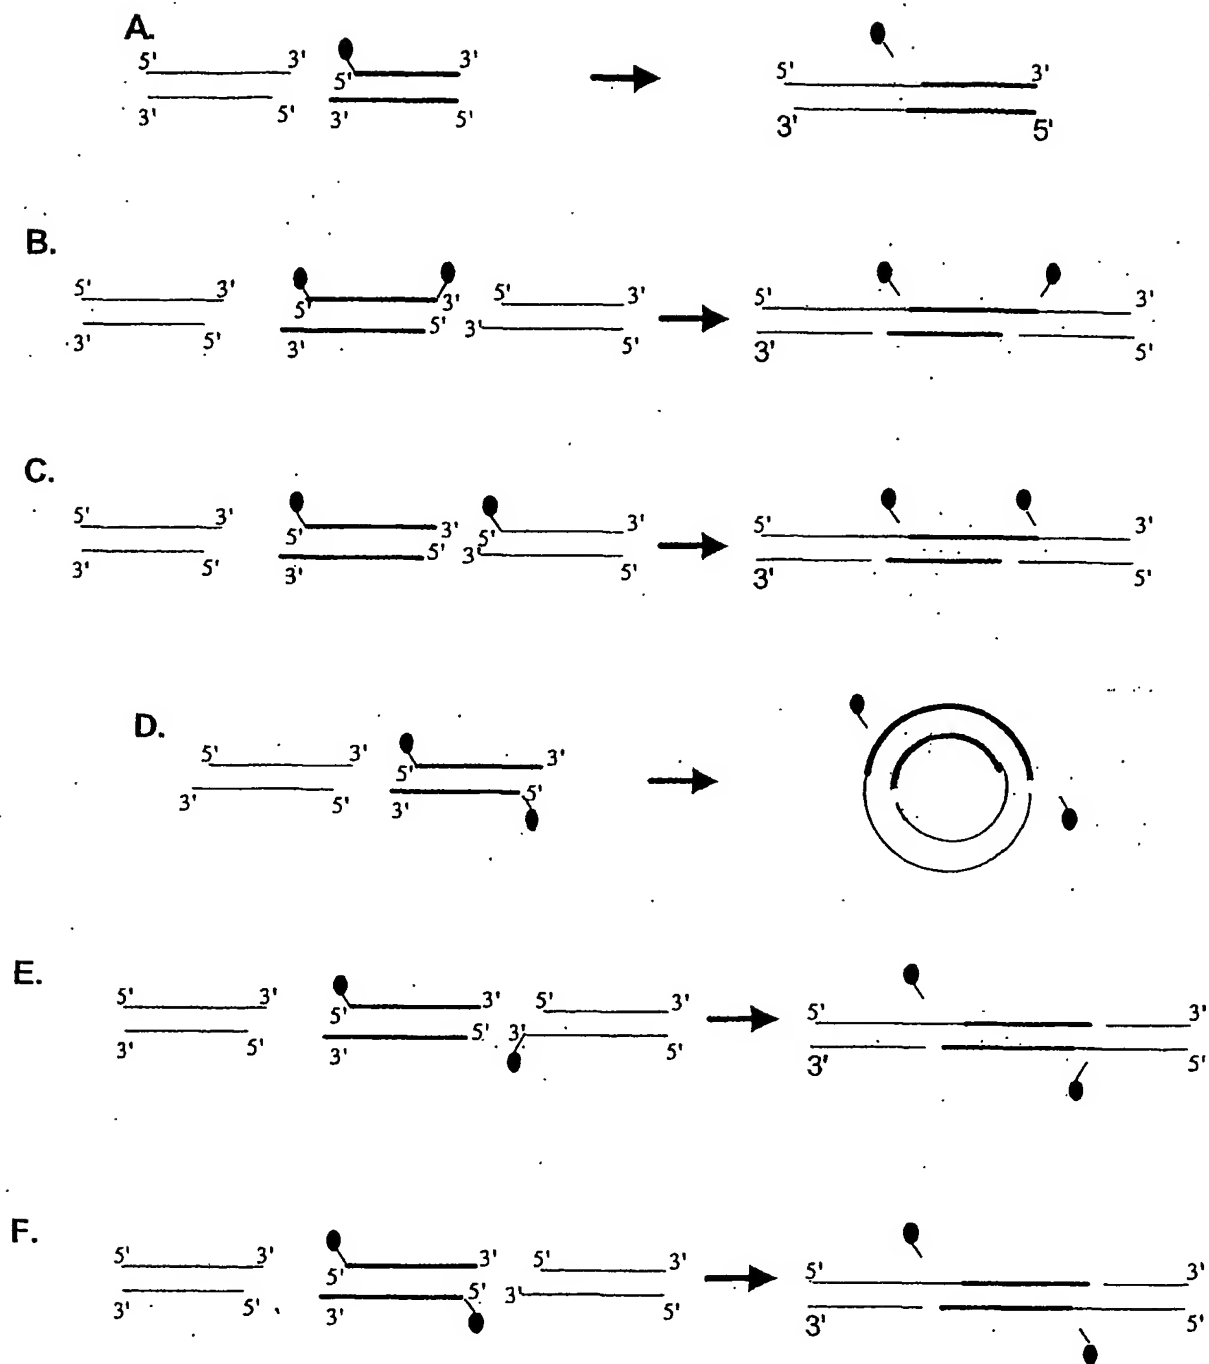 A.
5' 3' 5' 3' 5' 3'
3' 5' 3' 5' 3' 5'
B.
5' 3' 5' 3' 5' 3' 5' 3'
3' 5' 3' 5' 3' 5' 3' 5'
C.
5' 3' 5' 3' 5' 3' 5' 3'
3' 5' 3' 5' 3' 5' 3' 5'
D.
5' 3' 5' 3'
3' 5' 3' 5'
E.
5' 3' 5' 3' 5' 3' 5' 3'
3' 5' 3' 5' 3' 5' 3' 5'
F.
5' 3' 5' 3' 5' 3' 5' 3'
3' 5' 3' 5' 3' 5' 3' 5'